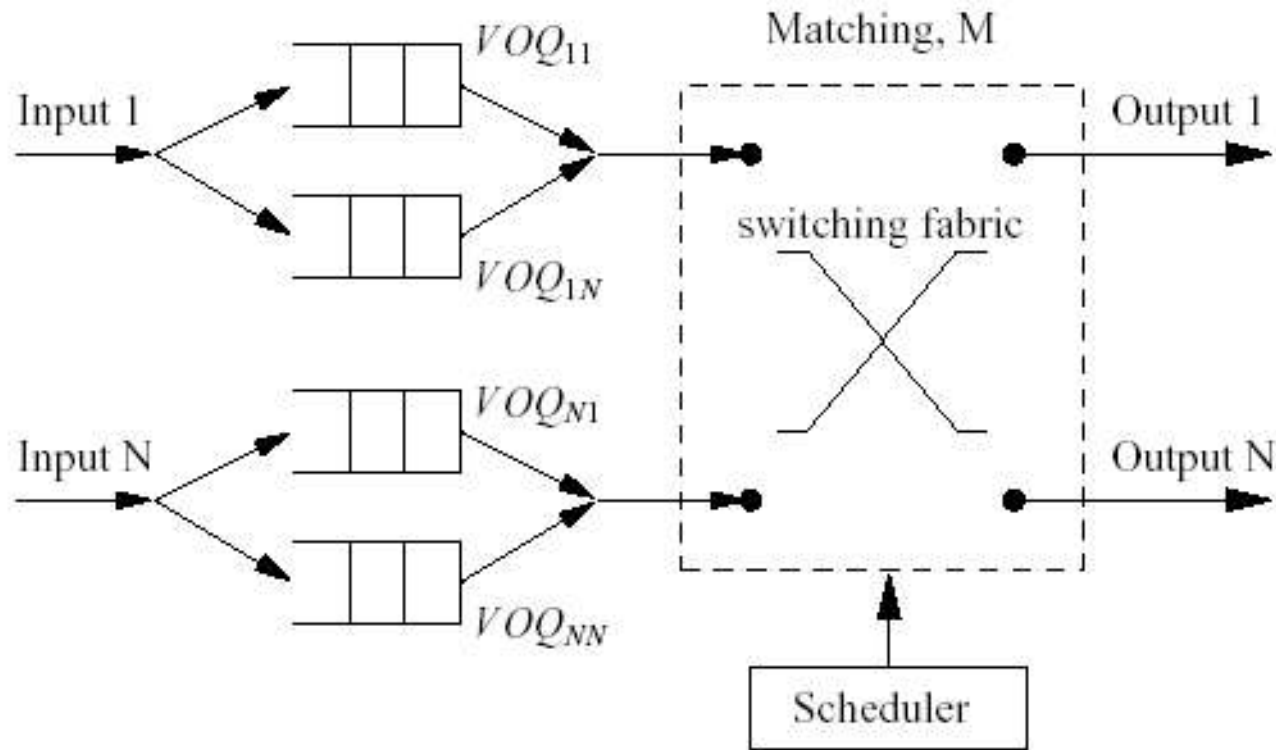 Matching, M
VOQ11
Input 1
Output 1
switching fabric
VOQ1N
VOQN1
Input N
Output N
VOQNN
Scheduler